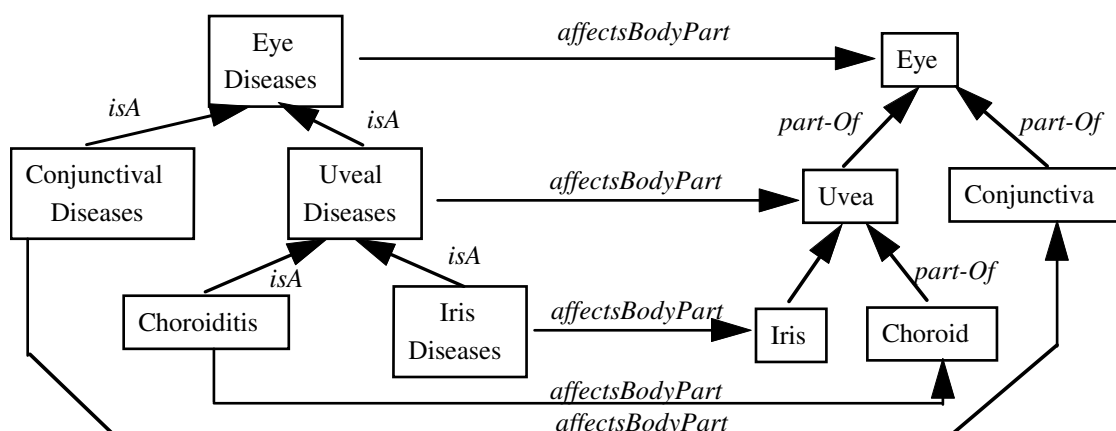 affectsBodyPart
Eye
Diseases
Eye
isA
isA
part-Of
part-Of
Conjunctival
Diseases
Uveal
Diseases
affectsBodyPart
Uvea
Conjunctiva
isA
isA
part-Of
Choroiditis
Iris
Diseases
affectsBodyPart
Iris
Choroid
affectsBodyPart
affectsBodyPart